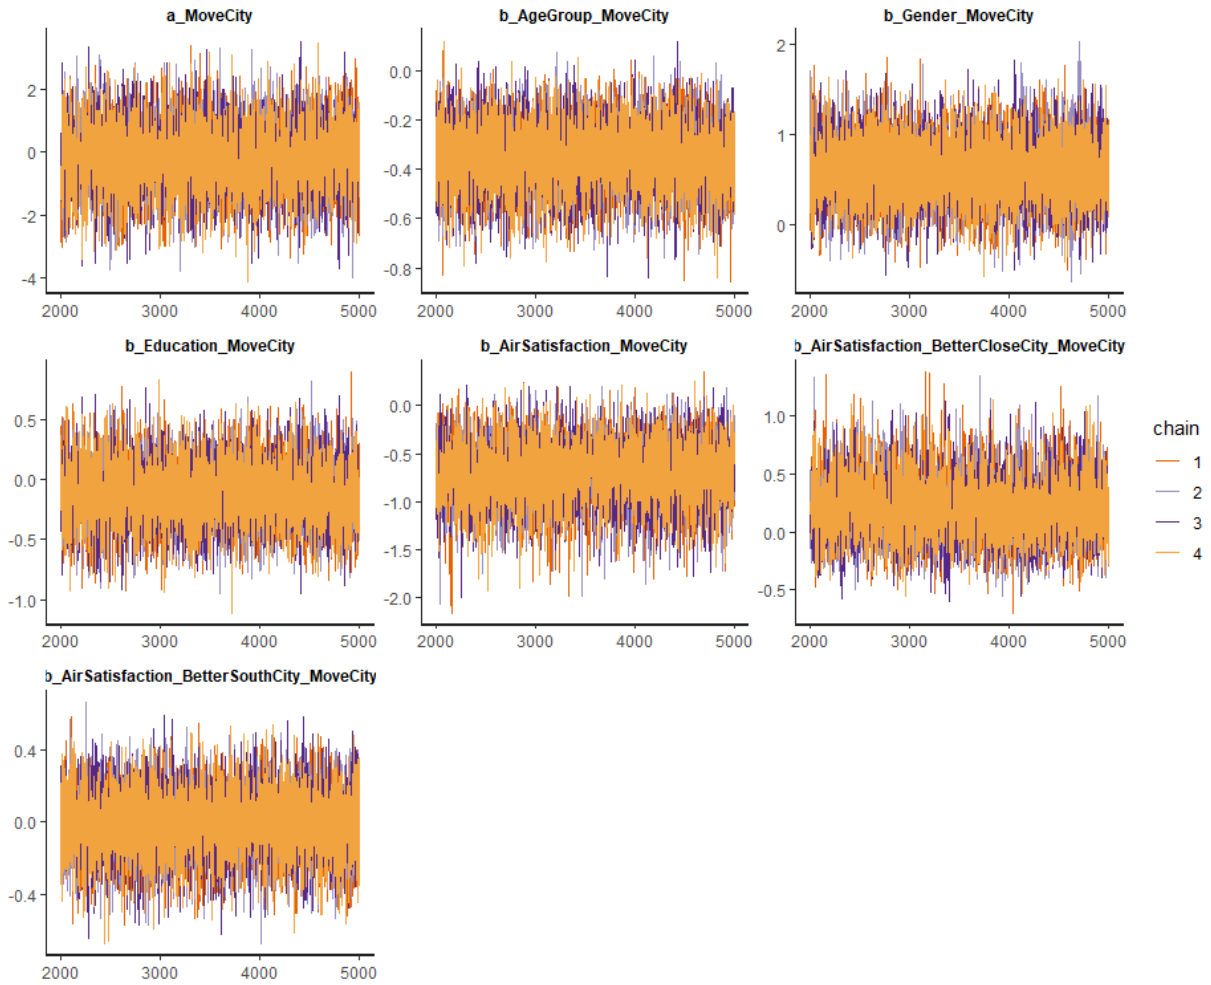 a_MoveCity
b_AgeGroup_MoveCity
b_Gender_MoveCity
2
0
-2
-4
2000 3000 4000 5000
0.0
-0.2
-0.4
-0.6
-0.8
2000 3000 4000 5000
2
1
0
2000 3000 4000 5000
b_Education_MoveCity
b_AirSatisfaction_MoveCity
b_AirSatisfaction_BetterCloseCity_MoveCity
0.5
0.0
-0.5
-1.0
2000 3000 4000 5000
0.0
-0.5
-1.0
-1.5
-2.0
2000 3000 4000 5000
1.0
0.5
0.0
-0.5
2000 3000 4000 5000
chain
1
2
3
4
b_AirSatisfaction_BetterSouthCity_MoveCity
0.4
0.0
-0.4
2000 3000 4000 5000